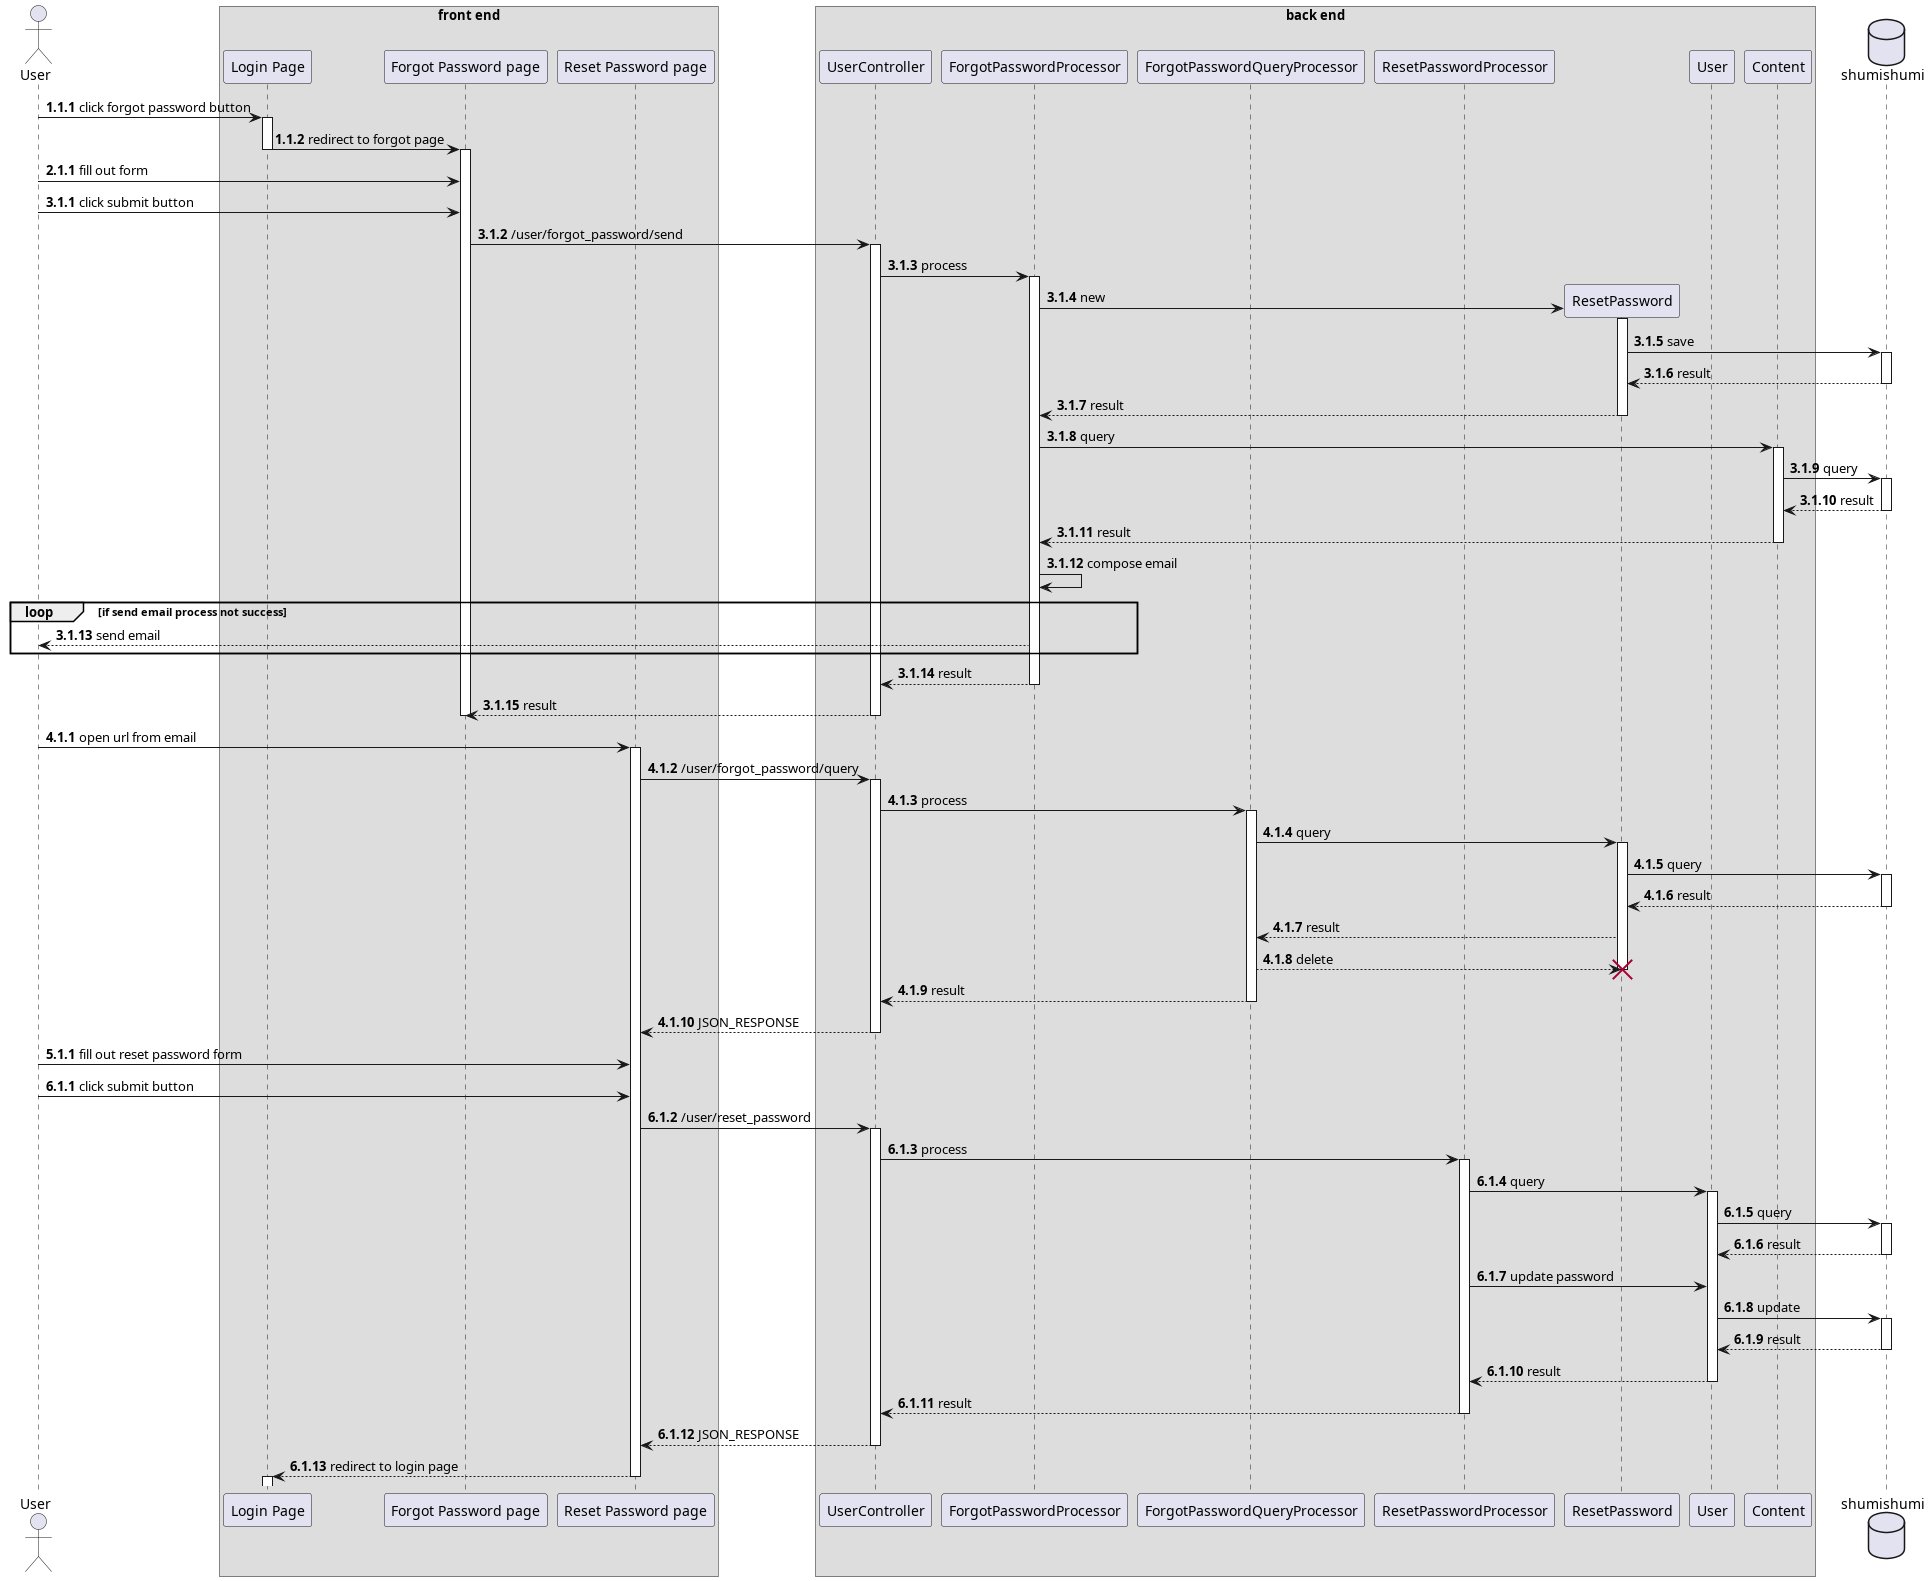 front end
back end
User
Login Page
Forgot Password page
Reset Password page
UserController
ForgotPasswordProcessor
ForgotPasswordQueryProcessor
ResetPasswordProcessor
User
Content
shumishumi
1.1.1 click forgot password button
1.1.2 redirect to forgot page
2.1.1 fill out form
3.1.1 click submit button
3.1.2 /user/forgot_password/send
3.1.3 process
3.1.4 new
ResetPassword
3.1.5 save
3.1.6 result
3.1.7 result
3.1.8 query
3.1.9 query
3.1.10 result
3.1.11 result
3.1.12 compose email
loop [if send email process not success]
3.1.13 send email
3.1.14 result
3.1.15 result
4.1.1 open url from email
4.1.2 /user/forgot_password/query
4.1.3 process
4.1.4 query
4.1.5 query
4.1.6 result
4.1.7 result
4.1.8 delete
4.1.9 result
4.1.10 JSON_RESPONSE
5.1.1 fill out reset password form
6.1.1 click submit button
6.1.2 /user/reset_password
6.1.3 process
6.1.4 query
6.1.5 query
6.1.6 result
6.1.7 update password
6.1.8 update
6.1.9 result
6.1.10 result
6.1.11 result
6.1.12 JSON_RESPONSE
6.1.13 redirect to login page
User
Login Page
Forgot Password page
Reset Password page
UserController
ForgotPasswordProcessor
ForgotPasswordQueryProcessor
ResetPasswordProcessor
ResetPassword
User
Content
shumishumi